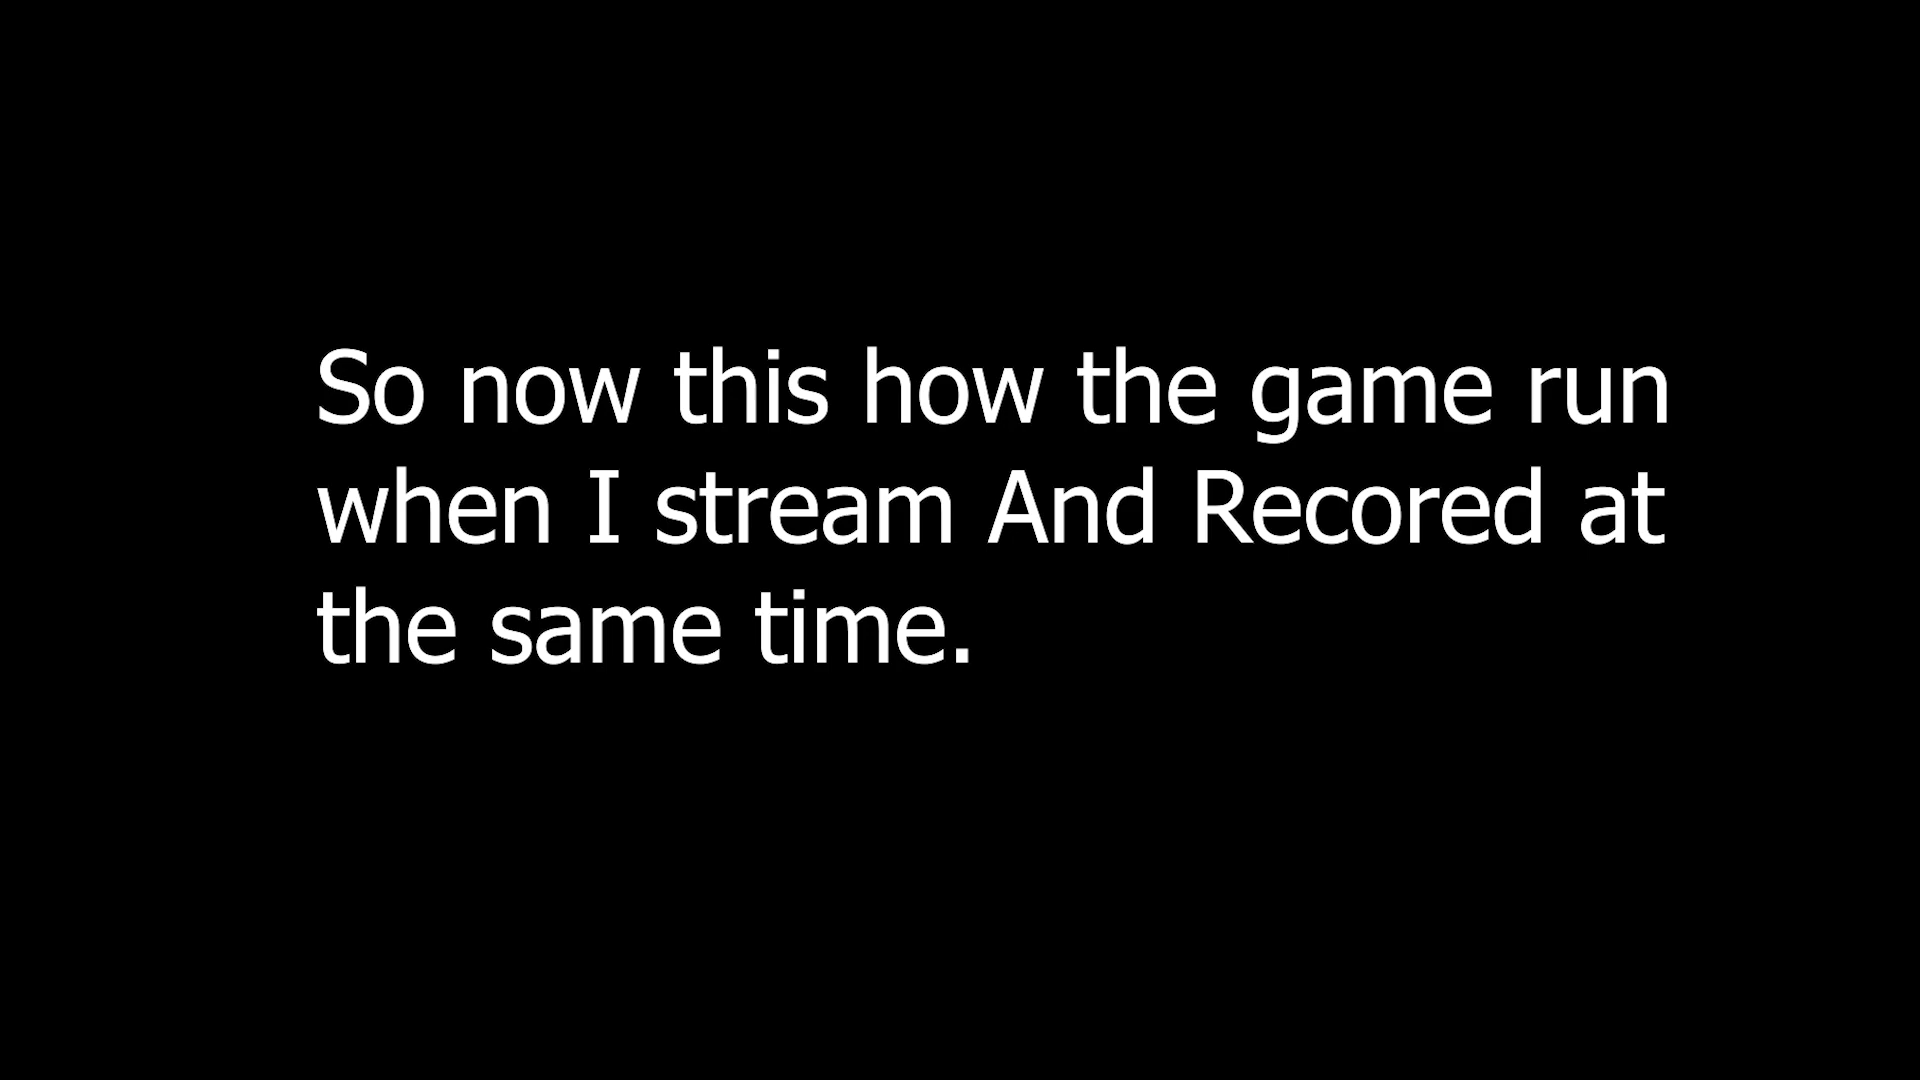 So now this how the game run
when I stream And Recored at
the same time.